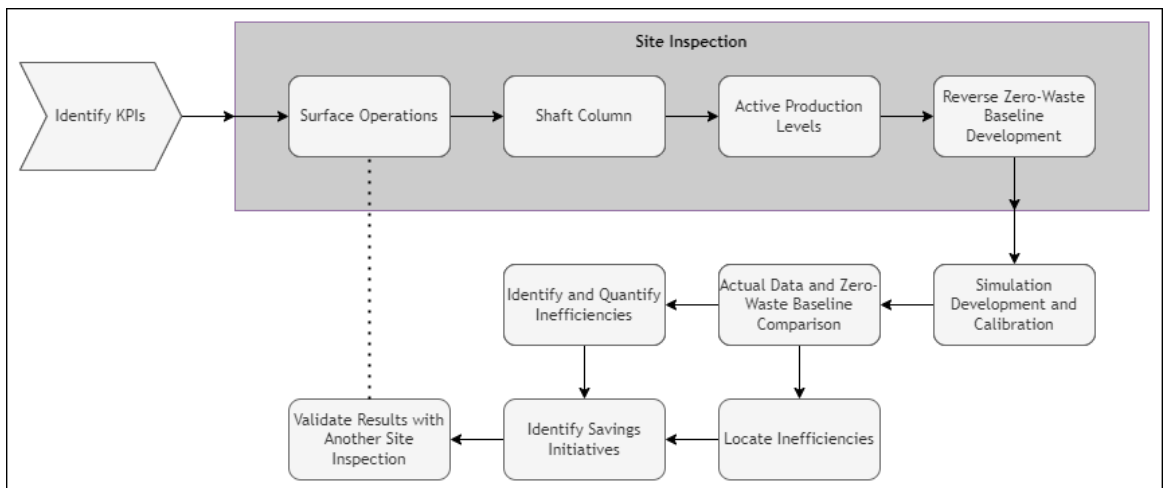 Site Inspection
Identify KPIs
Surface Operations
Shaft Column
Active Production
Levels
Reverse Zero-Waste
Baseline
Development
Identify and Quantify
Inefficiencies
Actual Data and Zero-
Waste Baseline
Comparison
Simulation
Development and
Calibration
Validate Results with
Another Site
Inspection
Identify Savings
Initiatives
Locate Inefficiencies